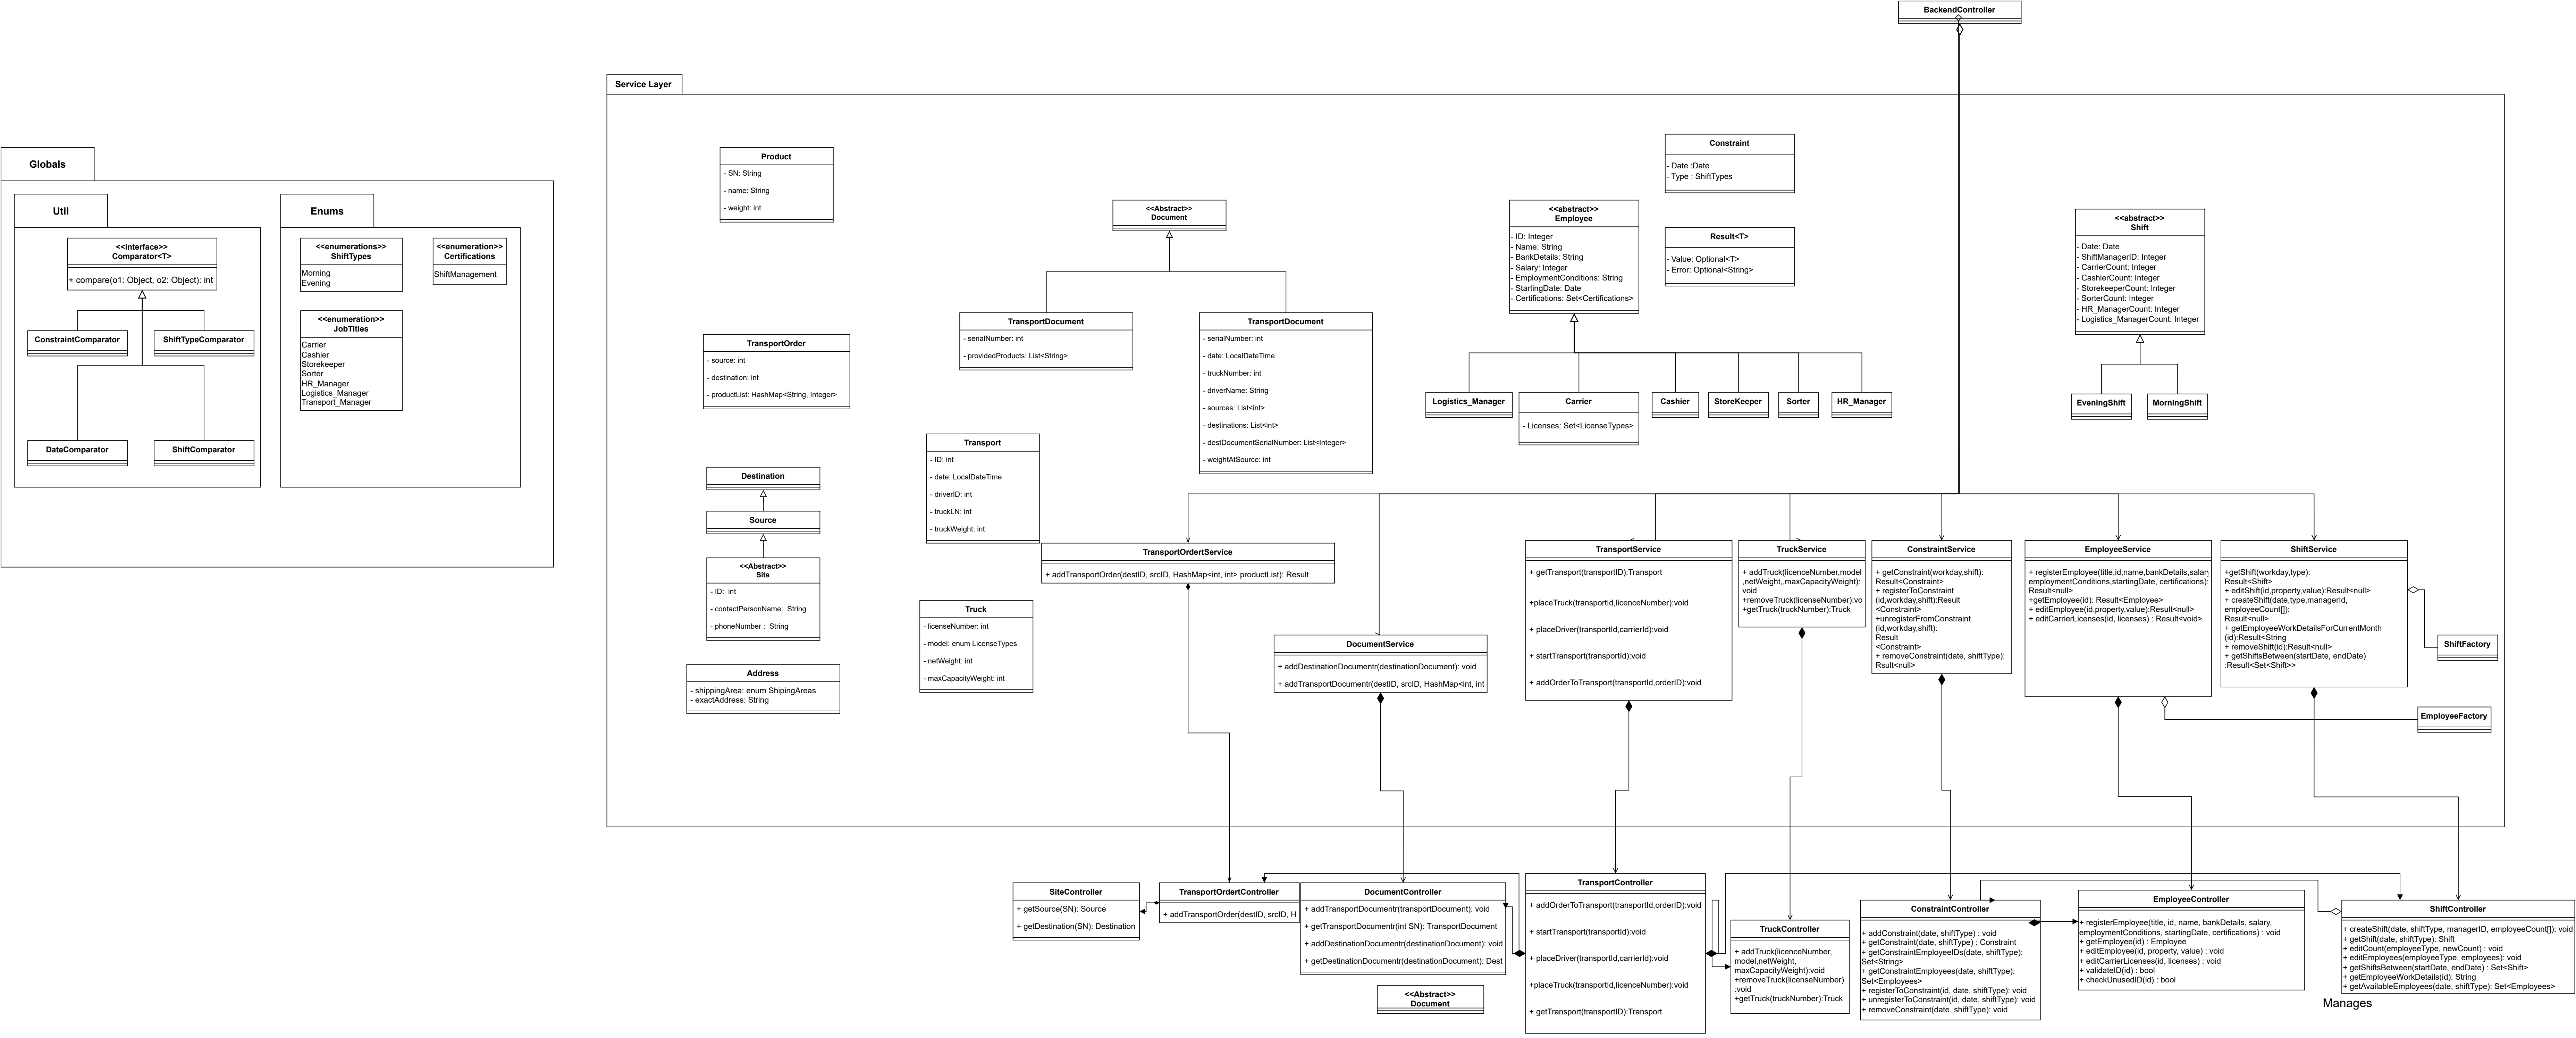 BackendController
Service Layer
Globals
Util
<<interface>>
Comparator<T>
+ compare(o1: Object, o2: Object): int
ConstraintComparator
ShiftTypeComparator
DateComparator
ShiftComparator
Enums
<<enumerations>>
ShiftTypes
Morning
Evening
<<enumeration>>
Certifications
ShiftManagement
<<enumeration>>
JobTitles
Carrier
Cashier
Storekeeper
Sorter
HR_Manager
Logistics_Manager
Transport_Manager
Product
- SN: String
- name: String
- weight: int
TransportOrder
- source: int
- destination: int
- productList: HashMap<String, Integer>
Destination
Source
<<Abstract>>
Site
- ID:  int
- contactPersonName:  String
- phoneNumber :  String
Address
- shippingArea: enum ShipingAreas
- exactAddress: String
<<Abstract>>
Document
TransportDocument
- serialNumber: int
- providedProducts: List<String>
TransportDocument
- serialNumber: int
- date: LocalDateTime
- truckNumber: int
- driverName: String
- sources: List<int>
- destinations: List<int>
- destDocumentSerialNumber: List<Integer>
- weightAtSource: int
Transport
- ID: int
- date: LocalDateTime
- driverID: int
- truckLN: int
- truckWeight: int
Truck
- licenseNumber: int
- model: enum LicenseTypes
- netWeight: int
- maxCapacityWeight: int
<<abstract>>
Employee
- ID: Integer
- Name: String
- BankDetails: String
- Salary: Integer
- EmploymentConditions: String
- StartingDate: Date
- Certifications: Set<Certifications>
Constraint
- Date :Date
- Type : ShiftTypes
Result<T>
- Value: Optional<T>
- Error: Optional<String>
Logistics_Manager
Carrier
- Licenses: Set<LicenseTypes>
Cashier
StoreKeeper
Sorter
HR_Manager
<<abstract>>
Shift
- Date: Date
- ShiftManagerID: Integer
- CarrierCount: Integer
- CashierCount: Integer
- StorekeeperCount: Integer
- SorterCount: Integer
- HR_ManagerCount: Integer
- Logistics_ManagerCount: Integer
EveningShift
MorningShift
TransportOrdertService
+ addTransportOrder(destID, srcID, HashMap<int, int> productList): Result
DocumentService
+ addDestinationDocumentr(destinationDocument): void
+ addTransportDocumentr(destID, srcID, HashMap<int, int
TransportService
+ getTransport(transportID):Transport
+placeTruck(transportId,licenceNumber):void
+ placeDriver(transportId,carrierId):void
+ startTransport(transportId):void
+ addOrderToTransport(transportId,orderID):void
TruckService
+ addTruck(licenceNumber,model
,netWeight,,maxCapacityWeight):
void
+removeTruck(licenseNumber):vo
+getTruck(truckNumber):Truck
ConstraintService
+ getConstraint(workday,shift):
Result<Constraint>
+ registerToConstraint
(id,workday,shift):Result
<Constraint>
+unregisterFromConstraint
(id,workday,shift):
Result
<Constraint>
+ removeConstraint(date, shiftType):
Rsult<null>
EmployeeService
+ registerEmployee(title,id,name,bankDetails,salary
employmentConditions,startingDate, certifications):
Result<null>
+getEmployee(id): Result<Employee>
+ editEmployee(id,property,value):Result<null>
+ editCarrierLicenses(id, licenses) : Result<void>
ShiftService
+getShift(workday,type):
Result<Shift>
+ editShift(id,property,value):Result<null>
+ createShift(date,type,managerId,
employeeCount[]):
Result<null>
+ getEmployeeWorkDetailsForCurrentMonth
(id):Result<String
+ removeShift(id):Result<null>
+ getShiftsBetween(startDate, endDate)
:Result<Set<Shift>>
ShiftFactory
EmployeeFactory
SiteController
+ getSource(SN): Source
+ getDestination(SN): Destination
TransportOrdertController
+ addTransportOrder(destID, srcID, H
DocumentController
+ addTransportDocumentr(transportDocument): void
+ getTransportDocumentr(int SN): TransportDocument
+ addDestinationDocumentr(destinationDocument): void
+ getDestinationDocumentr(destinationDocument): Dest
<<Abstract>>
Document
TransportController
+ addOrderToTransport(transportId,orderID):void
+ startTransport(transportId):void
+ placeDriver(transportId,carrierId):void
+placeTruck(transportId,licenceNumber):void
+ getTransport(transportID):Transport
TruckController
+ addTruck(licenceNumber,
model,netWeight,
maxCapacityWeight):void
+removeTruck(licenseNumber)
:void
+getTruck(truckNumber):Truck
ConstraintController
+ addConstraint(date, shiftType) : void
+ getConstraint(date, shiftType) : Constraint
+ getConstraintEmployeeIDs(date, shiftType):
Set<String>
+ getConstraintEmployees(date, shiftType):
Set<Employees>
+ registerToConstraint(id, date, shiftType): void
+ unregisterToConstraint(id, date, shiftType): void
+ removeConstraint(date, shiftType): void
EmployeeController
+ registerEmployee(title, id, name, bankDetails, salary,
employmentConditions, startingDate, certifications) : void
+ getEmployee(id) : Employee
+ editEmployee(id, property, value) : void
+ editCarrierLicenses(id, licenses) : void
+ validateID(id) : bool
+ checkUnusedID(id) : bool
ShiftController
+ createShift(date, shiftType, managerID, employeeCount[]): void
+ getShift(date, shiftType): Shift
+ editCount(employeeType, newCount) : void
+ editEmployees(employeeType, employees): void
+ getShiftsBetween(startDate, endDate) : Set<Shift>
+ getEmployeeWorkDetails(id): String
+ getAvailableEmployees(date, shiftType): Set<Employees>
Manages